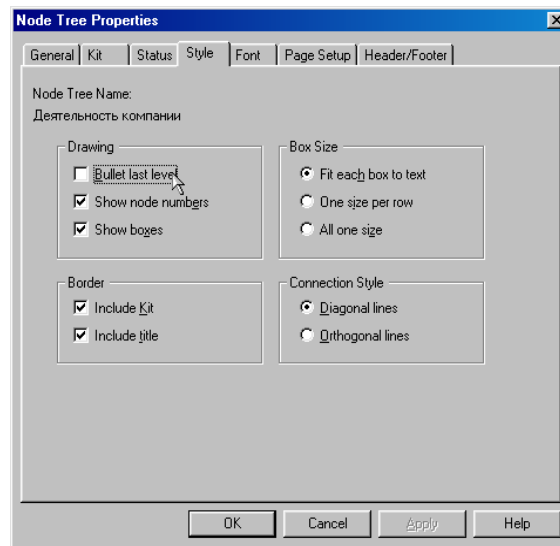 Node Tree Properties
General Kit Status Style Font Page Setup Header/Footer
Node Tree Name:
Деятельность компании
Drawing
Bullet last level
Show node numbers
Show boxes
Box Size
Fit each box to text
One size per row
All one size
Border
Include Kit
Include title
Connection Style
Diagonal lines
Orthogonal lines
OK Cancel Apply Help